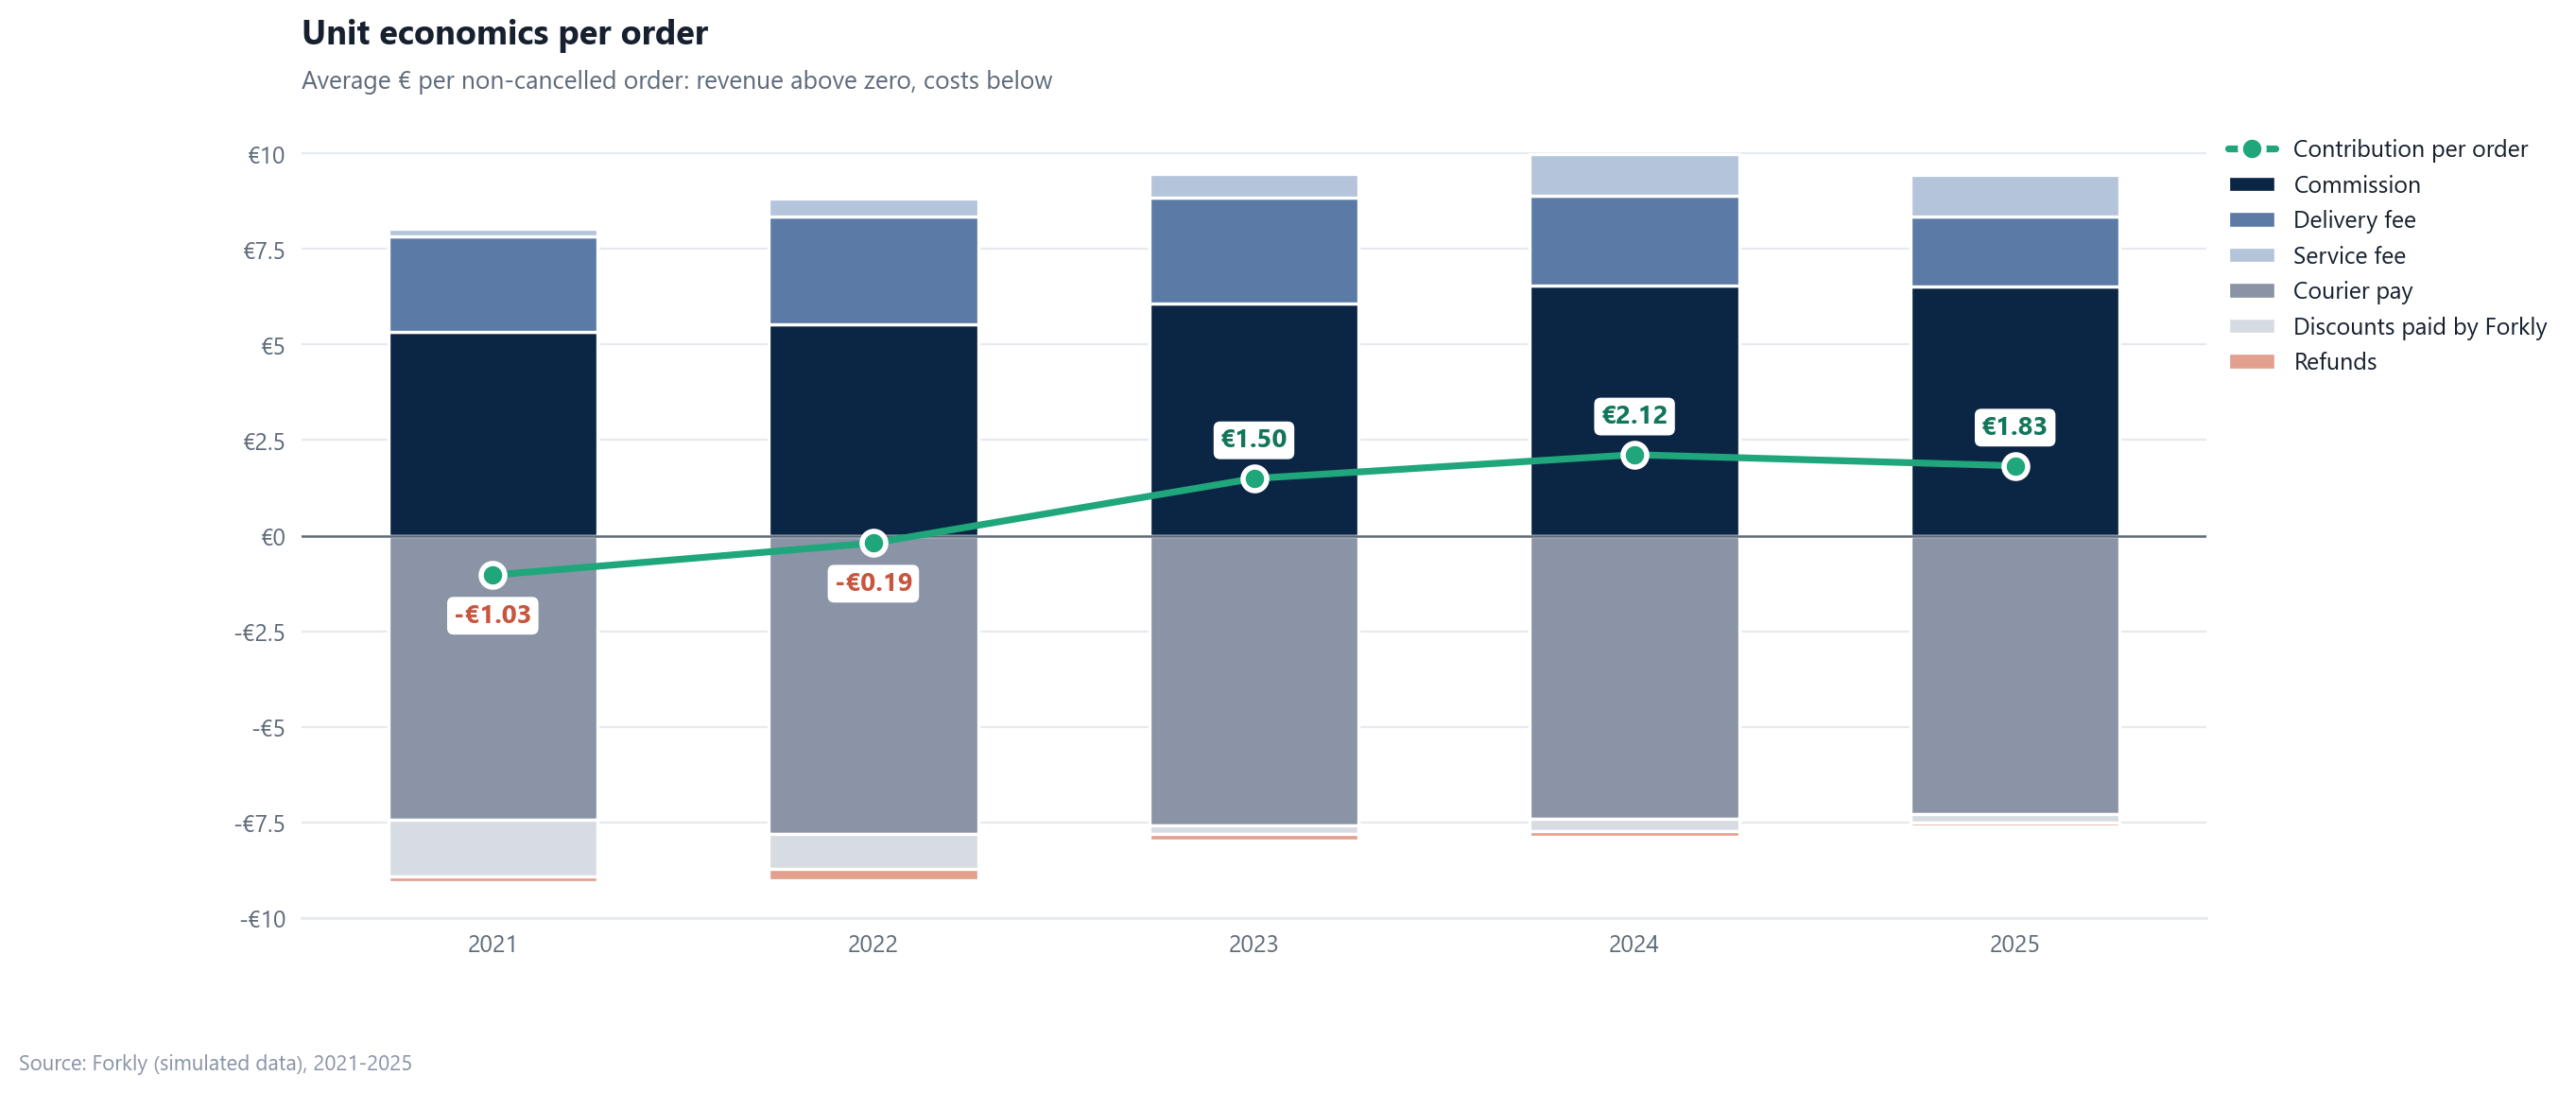 Unit economics per order
Average € per non-cancelled order: revenue above zero, costs below
€10
€7.5
€5
€2.5
€0
-€2.5
-€5
-€7.5
-€10
-€1.03
-€0.19
€1.50
€2.12
€1.83
2021
2022
2023
2024
2025
Contribution per order
Commission
Delivery fee
Service fee
Courier pay
Discounts paid by Forkly
Refunds
Source: Forkly (simulated data), 2021-2025